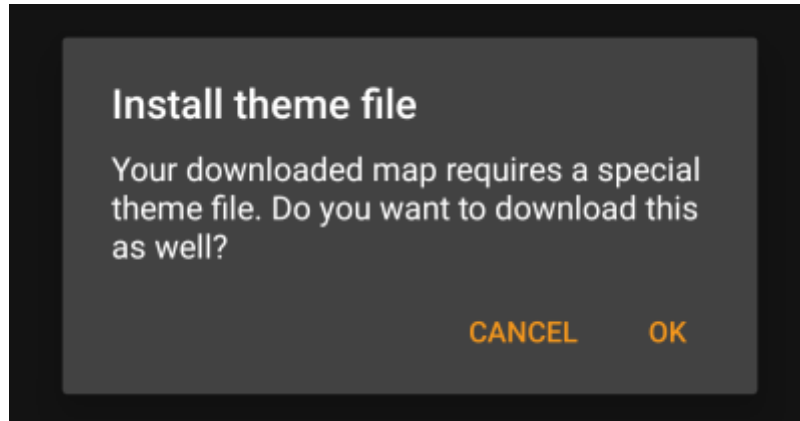 Install theme file
Your downloaded map requires a special
theme file. Do you want to download this
as well?
CANCEL OK